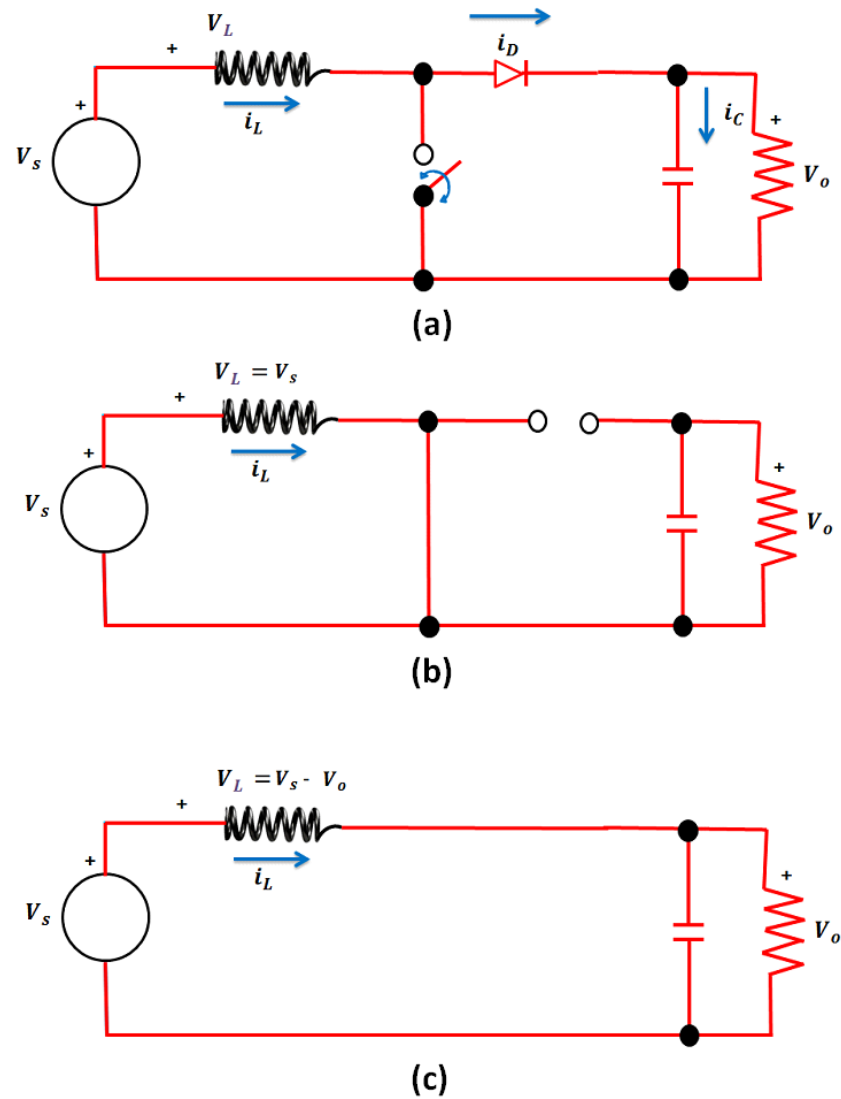 V_L
+
i_D
+
i_L
i_C
+
V_s
V_o
(a)
V_L = V_s
+
+
i_L
+
V_s
V_o
(b)
V_L = V_s - V_o
+
+
i_L
+
V_s
V_o
(c)